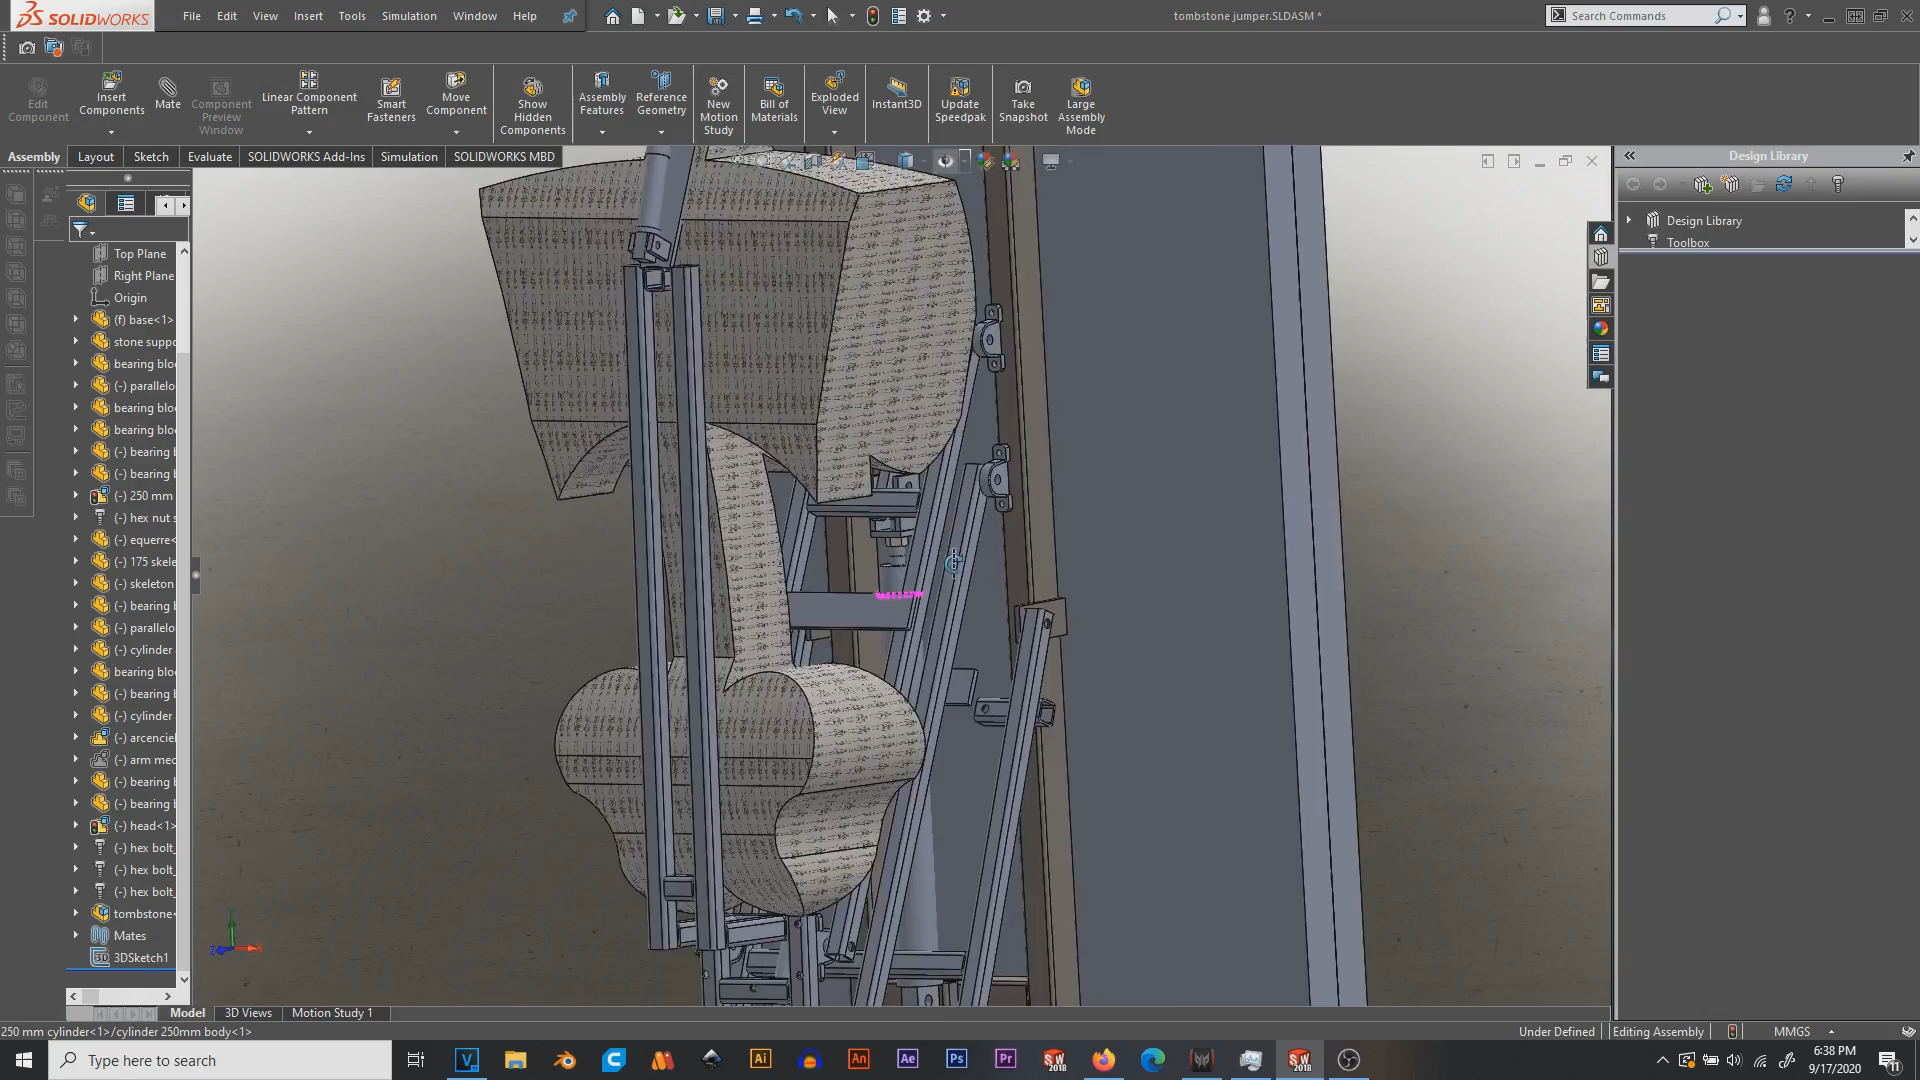 SOLIDWORKS
File Edit View Insert Tools Simulation Window Help
tombstone jumper.SLDASM *
Search Commands
Edit Component
Insert Components
Mate
Component Preview Window
Linear Component Pattern
Smart Fasteners
Move Component
Show Hidden Components
Assembly Features
Reference Geometry
New Motion Study
Bill of Materials
Exploded View
Instant3D
Update Speedpak
Take Snapshot
Large Assembly Mode
Assembly Layout Sketch Evaluate SOLIDWORKS Add-Ins Simulation SOLIDWORKS MBD
Design Library
Design Library
Toolbox
Top Plane
Right Plane
Origin
(f) base<1>
stone suppo
bearing bloc
(-) parallelo
bearing bloc
bearing bloc
(-) bearing b
(-) bearing b
(-) 250 mm
(-) hex nut s
(-) equerre<
(-) 175 skele
(-) skeleton
(-) bearing b
(-) parallelo
(-) cylinder
bearing bloc
(-) bearing b
(-) cylinder
(-) arcenciel
(-) arm mec
(-) bearing b
(-) bearing b
(-) head<1>
(-) hex bolt_
(-) hex bolt_
(-) hex bolt_
tombstone<
Mates
3DSketch1
Model 3D Views Motion Study 1
250 mm cylinder<1>/cylinder 250mm body<1>
Under Defined Editing Assembly MMGS
Type here to search
6:38 PM
9/17/2020